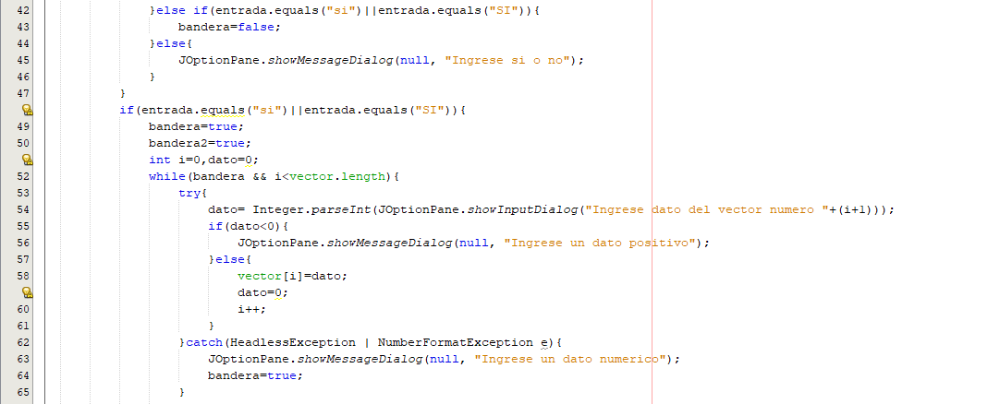 42 }else if(entrada.equals("si")||entrada.equals("SI")){
43 bandera=false;
44 }else{
45 JOptionPane.showMessageDialog(null, "Ingrese si o no");
46 }
47 }
if(entrada.equals("si")||entrada.equals("SI")){
49 bandera=true;
50 bandera2=true;
int i=0,dato=0;
52 while(bandera && i<vector.length){
53 try{
54 dato= Integer.parseInt(JOptionPane.showInputDialog("Ingrese dato del vector numero "+(i+1)));
55 if(dato<0){
56 JOptionPane.showMessageDialog(null, "Ingrese un dato positivo");
57 }else{
58 vector[i]=dato;
dato=0;
60 i++;
61 }
62 }catch(HeadlessException | NumberFormatException e){
63 JOptionPane.showMessageDialog(null, "Ingrese un dato numerico");
64 bandera=true;
65 }